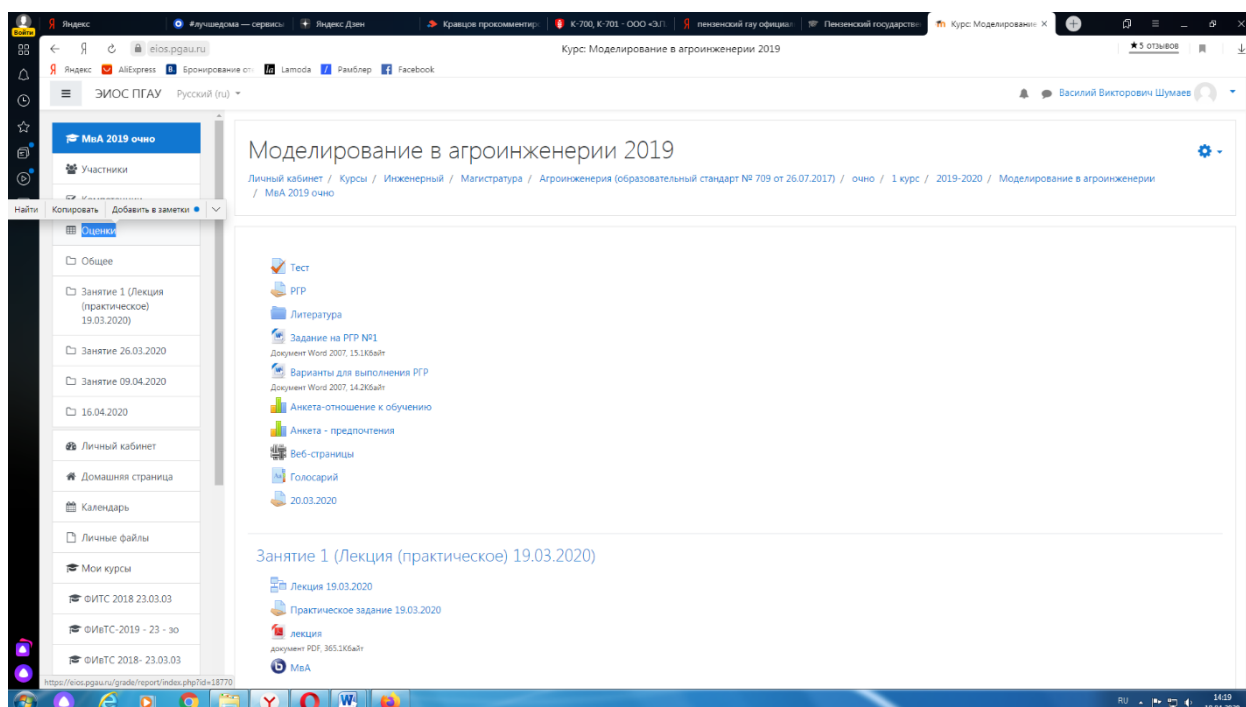 Войти
Яндекс
#лучшедома — сервисы
Яндекс Дзен
Кравцов прокомментир
К-700, К-701 - ООО «Э.П.
пензенский гау официал
Пензенский государстве
Курс: Моделирование
eios.pgau.ru
Курс: Моделирование в агроинженерии 2019
5 отзывов
Яндекс
AliExpress
Бронирование от
Lamoda
Рамблер
Facebook
ЭИОС ПГАУ
Русский (ru)
Василий Викторович Шумаев
МвА 2019 очно
Участники
Найти
Копировать
Добавить в заметки
Оценки
Общее
Занятие 1 (Лекция
(практическое)
19.03.2020)
Занятие 26.03.2020
Занятие 09.04.2020
16.04.2020
Личный кабинет
Домашняя страница
Календарь
Личные файлы
Мои курсы
ФИТС 2018 23.03.03
ФИвТС-2019 - 23 - зо
ФИвТС 2018- 23.03.03
Моделирование в агроинженерии 2019
Личный кабинет / Курсы / Инженерный / Магистратура / Агроинженерия (образовательный стандарт № 709 от 26.07.2017) / очно / 1 курс / 2019-2020 / Моделирование в агроинженерии
/ МвА 2019 очно
Тест
РГР
Литература
Задание на РГР №1
Документ Word 2007, 15.1Кбайт
Варианты для выполнения РГР
Документ Word 2007, 14.2Кбайт
Анкета-отношение к обучению
Анкета - предпочтения
Веб-страницы
Голосарий
20.03.2020
Занятие 1 (Лекция (практическое) 19.03.2020)
Лекция 19.03.2020
Практическое задание 19.03.2020
лекция
документ PDF, 365.1Кбайт
МвА
https://eios.pgau.ru/grade/report/index.php?id=18770
RU
14:19